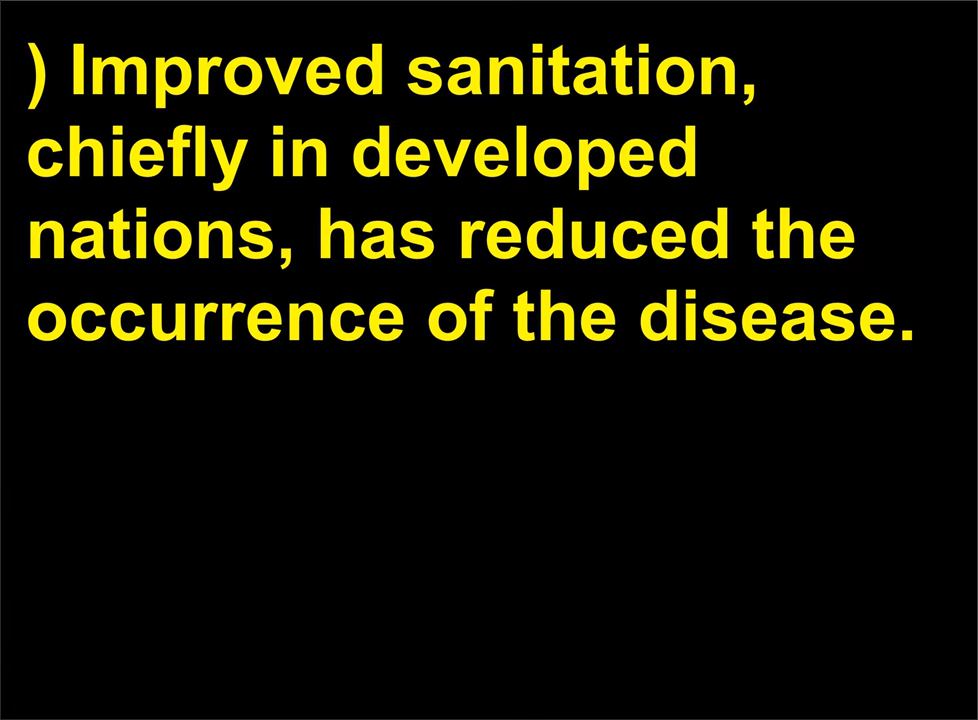 ) Improved sanitation,
chiefly in developed
nations, has reduced the
occurrence of the disease.